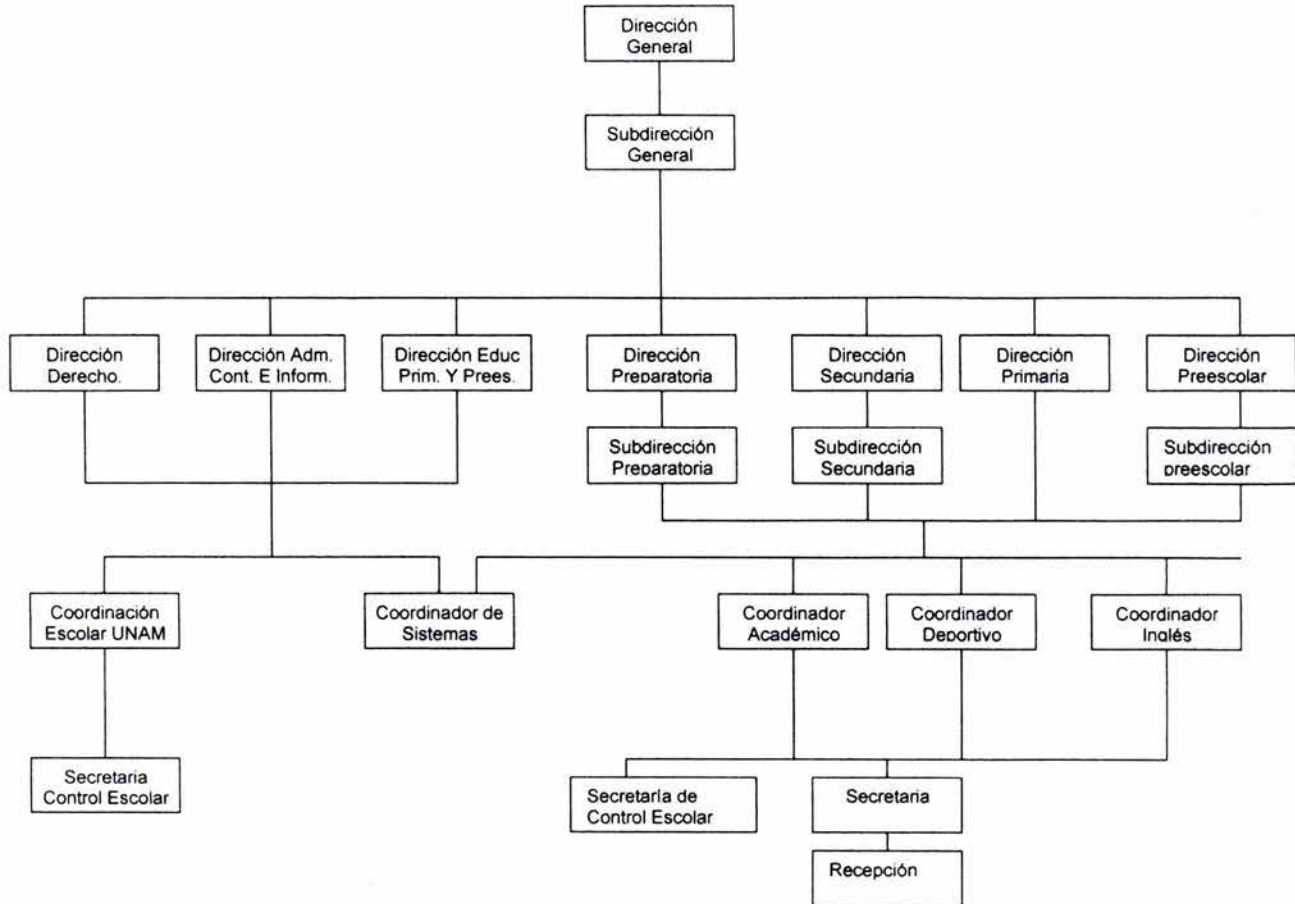 Dirección
General
Subdirección
General
Dirección
Derecho.
Dirección Adm.
Cont. E Inform.
Dirección Educ
Prim. Y Prees.
Dirección
Preparatoria
Dirección
Secundaria
Dirección
Primaria
Dirección
Preescolar
Subdirección
Preparatoria
Subdirección
Secundaria
Subdirección
preescolar
Coordinación
Escolar UNAM
Coordinador de
Sistemas
Coordinador
Académico
Coordinador
Deportivo
Coordinador
Inglés
Secretaria
Control Escolar
Secretaría de
Control Escolar
Secretaria
Recepción